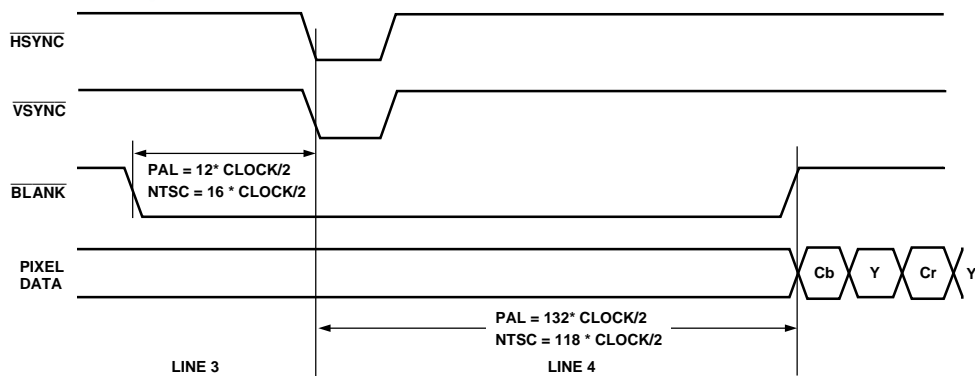 HSYNC
VSYNC
PAL = 12* CLOCK/2
NTSC = 16 * CLOCK/2
BLANK
PIXEL
DATA
Cb Y Cr Y
PAL = 132* CLOCK/2
NTSC = 118 * CLOCK/2
LINE 3 LINE 4